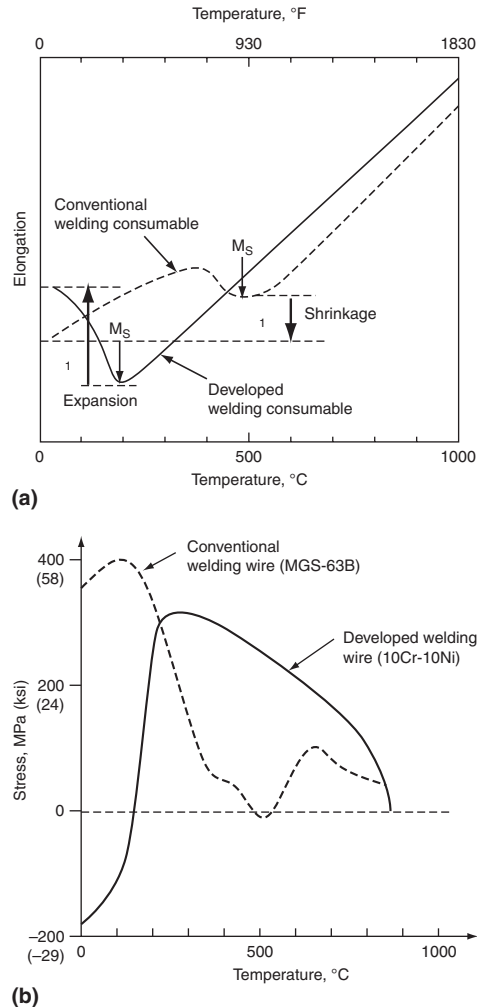 Temperature, °F
0 930 1830
Conventional
welding consumable
M_S
Elongation
1
Shrinkage
M_S
1
Expansion
Developed
welding consumable
0 500 1000
Temperature, °C
(a)
400
(58)
Conventional
welding wire (MGS-63B)
Developed welding
wire (10Cr-10Ni)
200
(24)
Stress, MPa (ksi)
0
–200
(–29)
0 500 1000
Temperature, °C
(b)